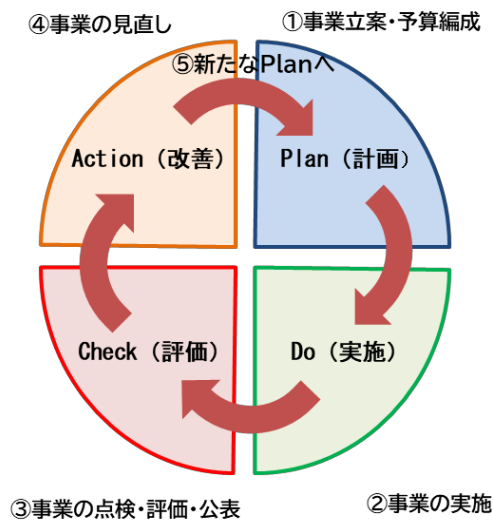 ④事業の見直し
①事業立案・予算編成
⑤新たなPlanへ
Action（改善）
Plan（計画）
Check（評価）
Do（実施）
③事業の点検・評価・公表
②事業の実施